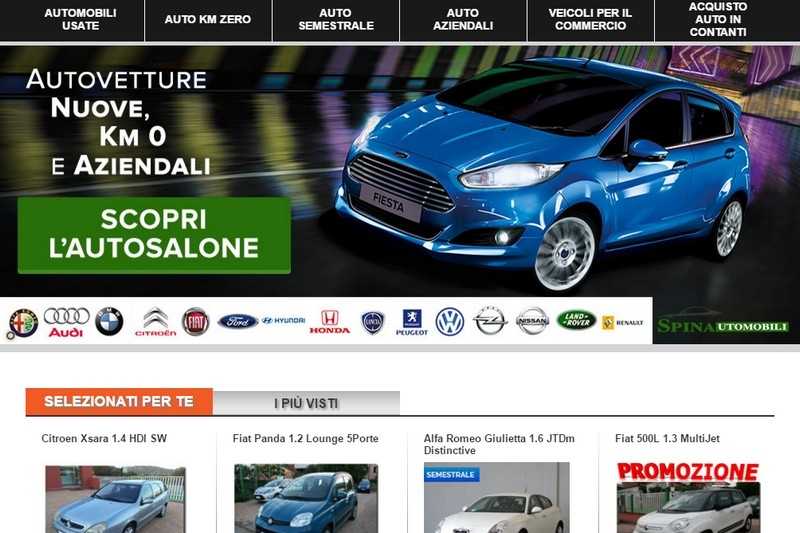 AUTOMOBILI
USATE
AUTO KM ZERO
AUTO
SEMESTRALE
AUTO
AZIENDALI
VEICOLI PER IL
COMMERCIO
ACQUISTO
AUTO IN
CONTANTI
AUTOVETTURE
NUOVE,
KM 0
E AZIENDALI
SCOPRI
L'AUTOSALONE
FIESTA
Audi
CITROËN
FIAT
Ford
HYUNDAI
HONDA
LANCIA
PEUGEOT
OPEL
NISSAN
LAND-
ROVER
RENAULT
SPINAUTOMOBILI
SELEZIONATI PER TE
I PIÙ VISTI
Citroen Xsara 1.4 HDI SW
Fiat Panda 1.2 Lounge 5Porte
Alfa Romeo Giulietta 1.6 JTDm
Distinctive
Fiat 500L 1.3 MultiJet
SEMESTRALE
PROMOZIONE